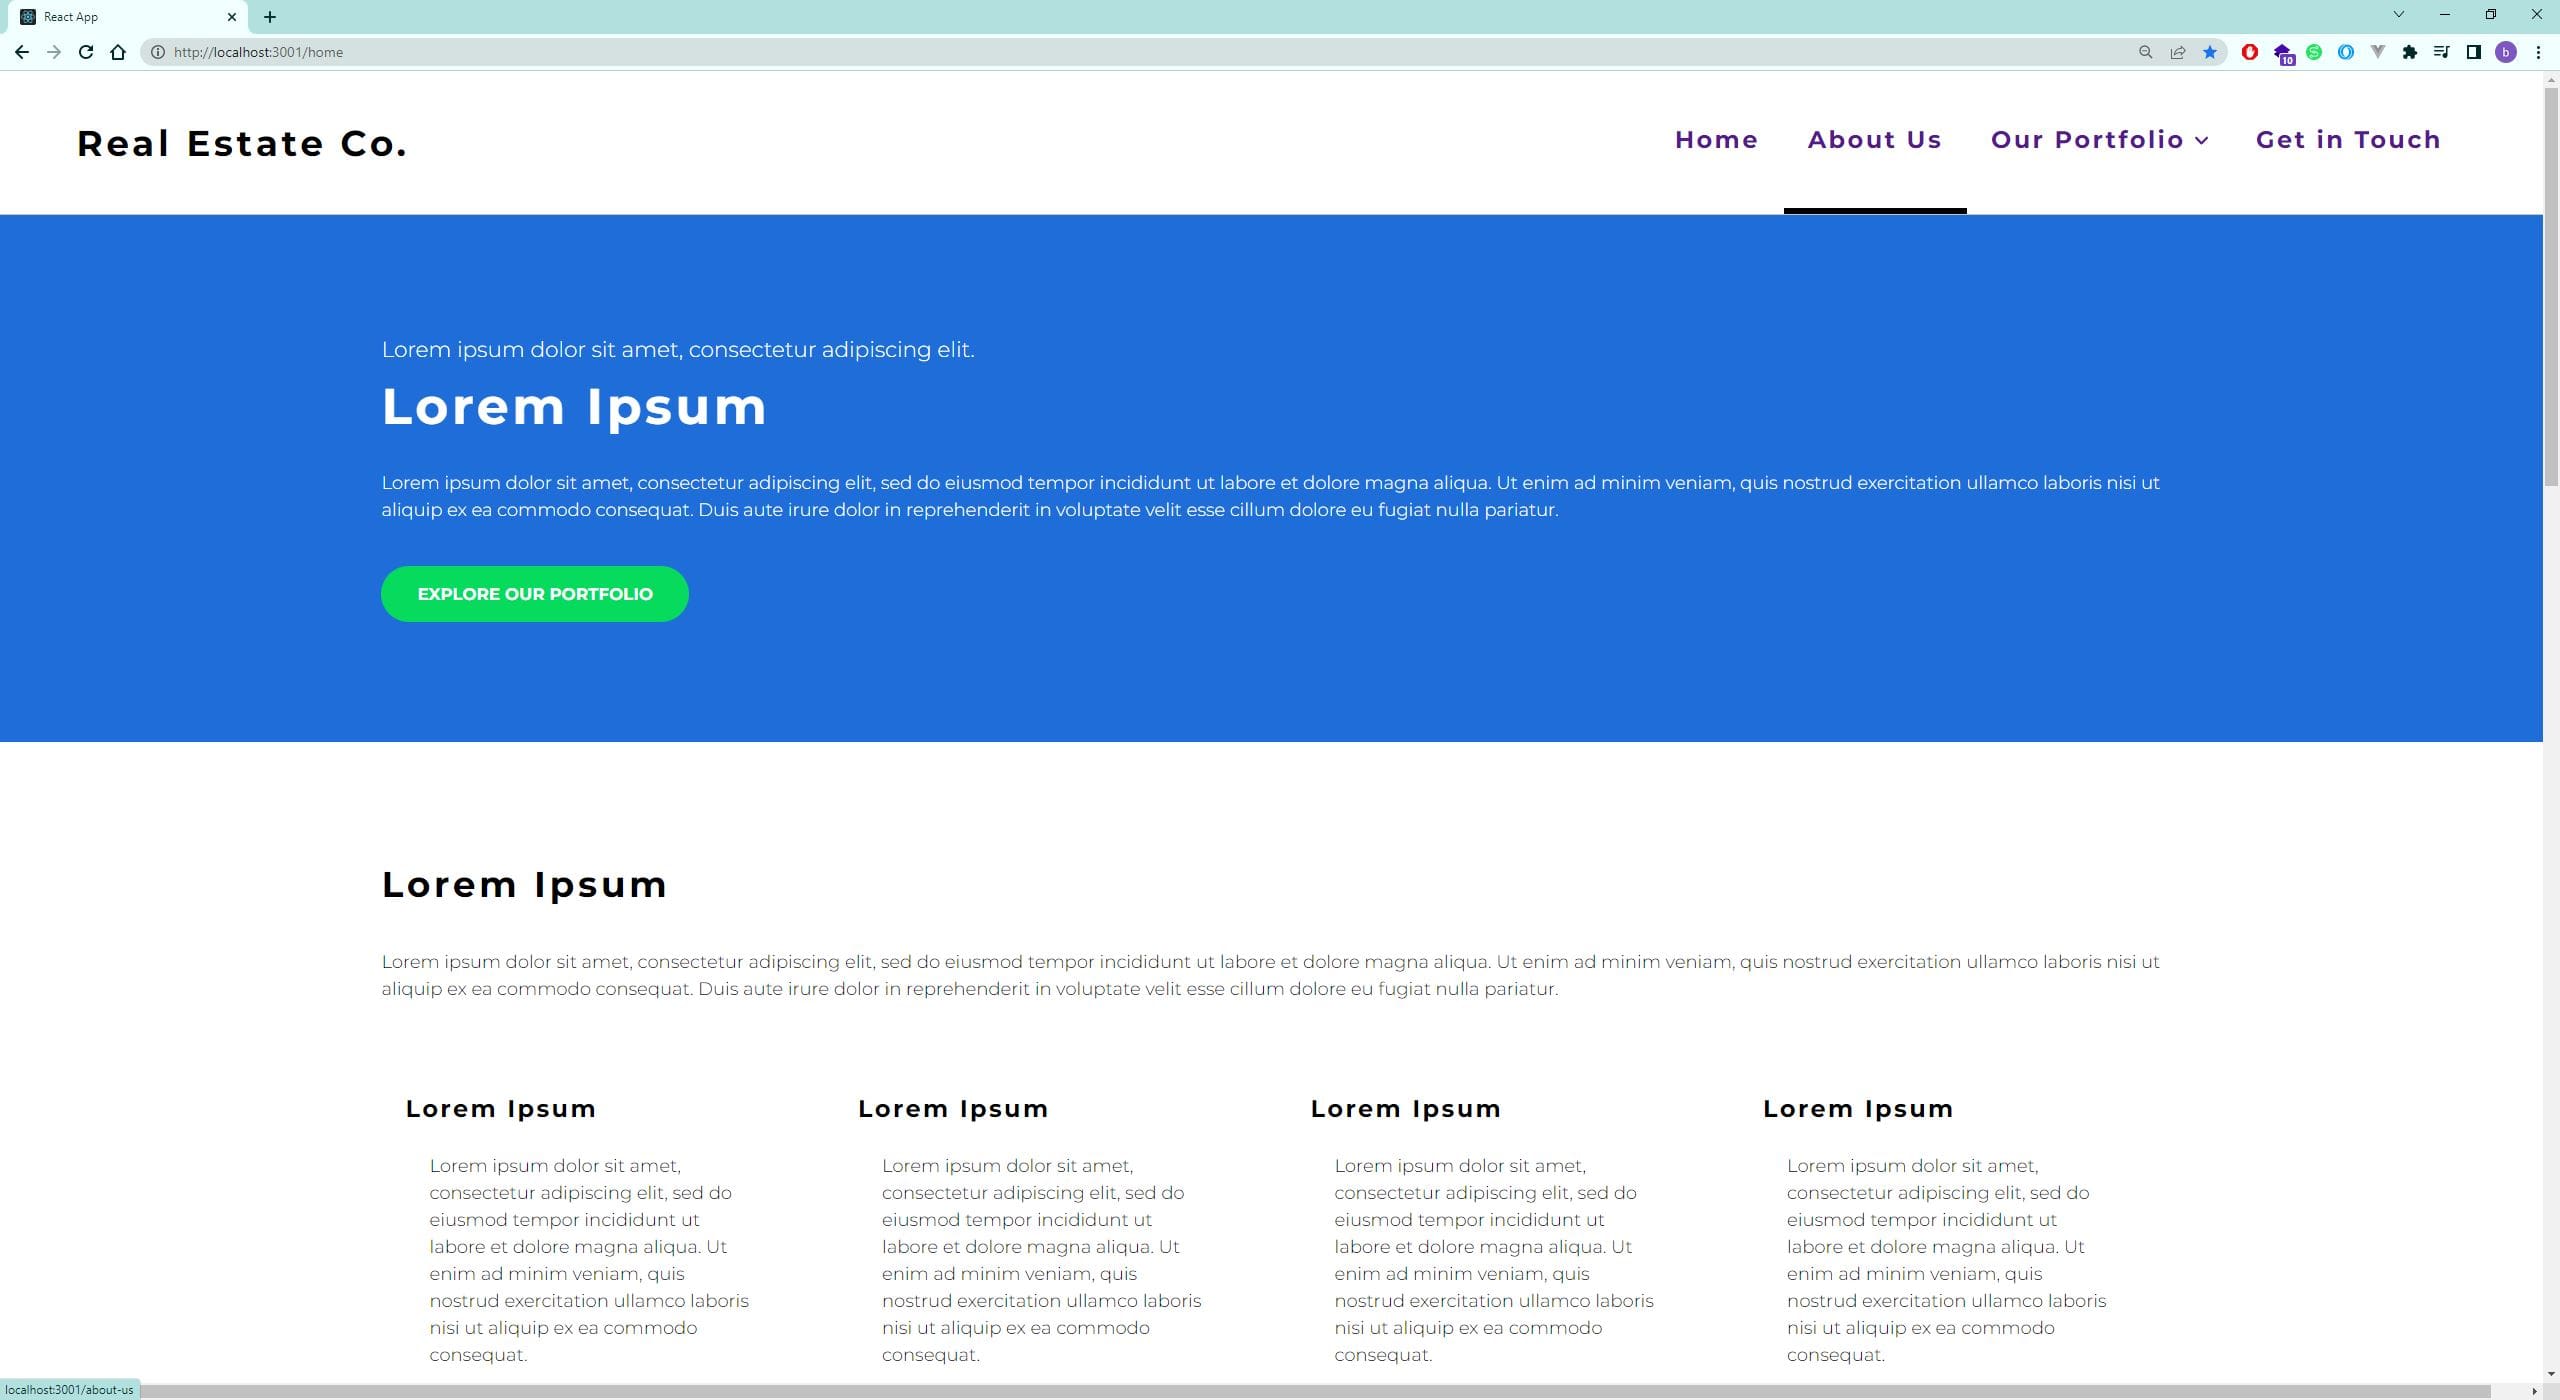 React App
http://localhost:3001/home
10
b
Real Estate Co.
Home About Us Our Portfolio Get in Touch
Lorem ipsum dolor sit amet, consectetur adipiscing elit.
Lorem Ipsum
Lorem ipsum dolor sit amet, consectetur adipiscing elit, sed do eiusmod tempor incididunt ut labore et dolore magna aliqua. Ut enim ad minim veniam, quis nostrud exercitation ullamco laboris nisi ut
aliquip ex ea commodo consequat. Duis aute irure dolor in reprehenderit in voluptate velit esse cillum dolore eu fugiat nulla pariatur.
EXPLORE OUR PORTFOLIO
Lorem Ipsum
Lorem ipsum dolor sit amet, consectetur adipiscing elit, sed do eiusmod tempor incididunt ut labore et dolore magna aliqua. Ut enim ad minim veniam, quis nostrud exercitation ullamco laboris nisi ut
aliquip ex ea commodo consequat. Duis aute irure dolor in reprehenderit in voluptate velit esse cillum dolore eu fugiat nulla pariatur.
Lorem Ipsum
Lorem ipsum dolor sit amet,
consectetur adipiscing elit, sed do
eiusmod tempor incididunt ut
labore et dolore magna aliqua. Ut
enim ad minim veniam, quis
nostrud exercitation ullamco laboris
nisi ut aliquip ex ea commodo
consequat.
Lorem Ipsum
Lorem ipsum dolor sit amet,
consectetur adipiscing elit, sed do
eiusmod tempor incididunt ut
labore et dolore magna aliqua. Ut
enim ad minim veniam, quis
nostrud exercitation ullamco laboris
nisi ut aliquip ex ea commodo
consequat.
Lorem Ipsum
Lorem ipsum dolor sit amet,
consectetur adipiscing elit, sed do
eiusmod tempor incididunt ut
labore et dolore magna aliqua. Ut
enim ad minim veniam, quis
nostrud exercitation ullamco laboris
nisi ut aliquip ex ea commodo
consequat.
Lorem Ipsum
Lorem ipsum dolor sit amet,
consectetur adipiscing elit, sed do
eiusmod tempor incididunt ut
labore et dolore magna aliqua. Ut
enim ad minim veniam, quis
nostrud exercitation ullamco laboris
nisi ut aliquip ex ea commodo
consequat.
localhost:3001/about-us